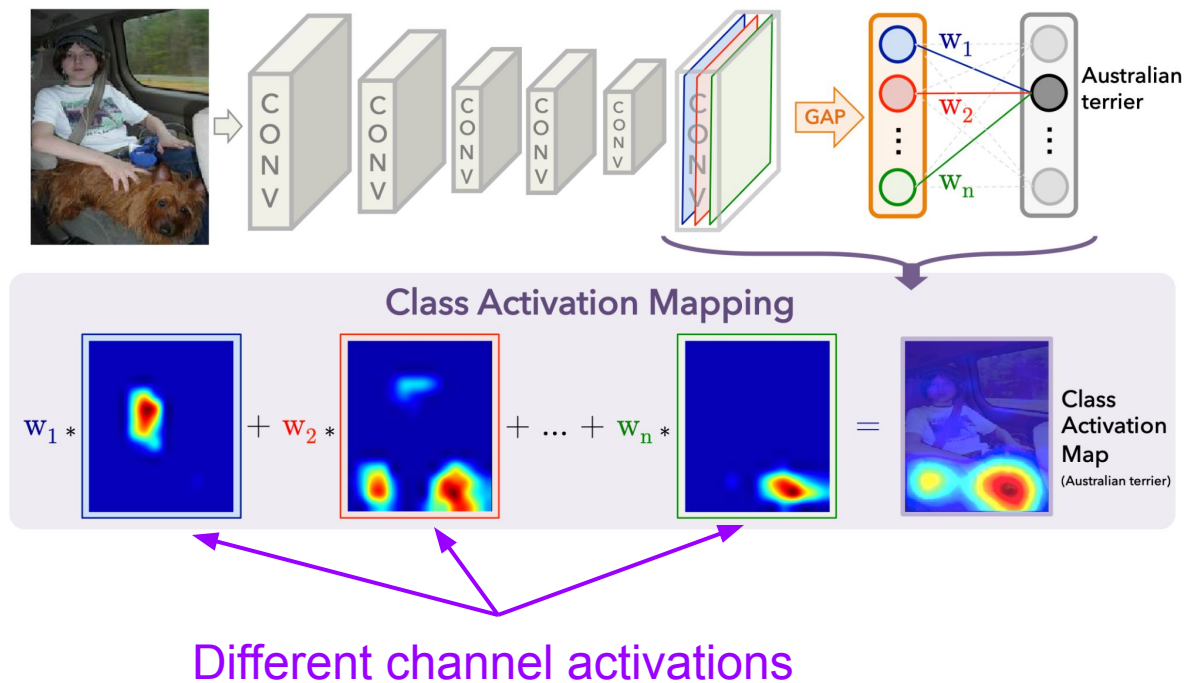 CONV
CONV
CONV
CONV
CONV
CONV
GAP
w1
w2
⋮
wn
⋮
Australian
terrier
Class Activation Mapping
w1 * + w2 * + ... + wn * =
Class
Activation
Map
(Australian terrier)
Different channel activations